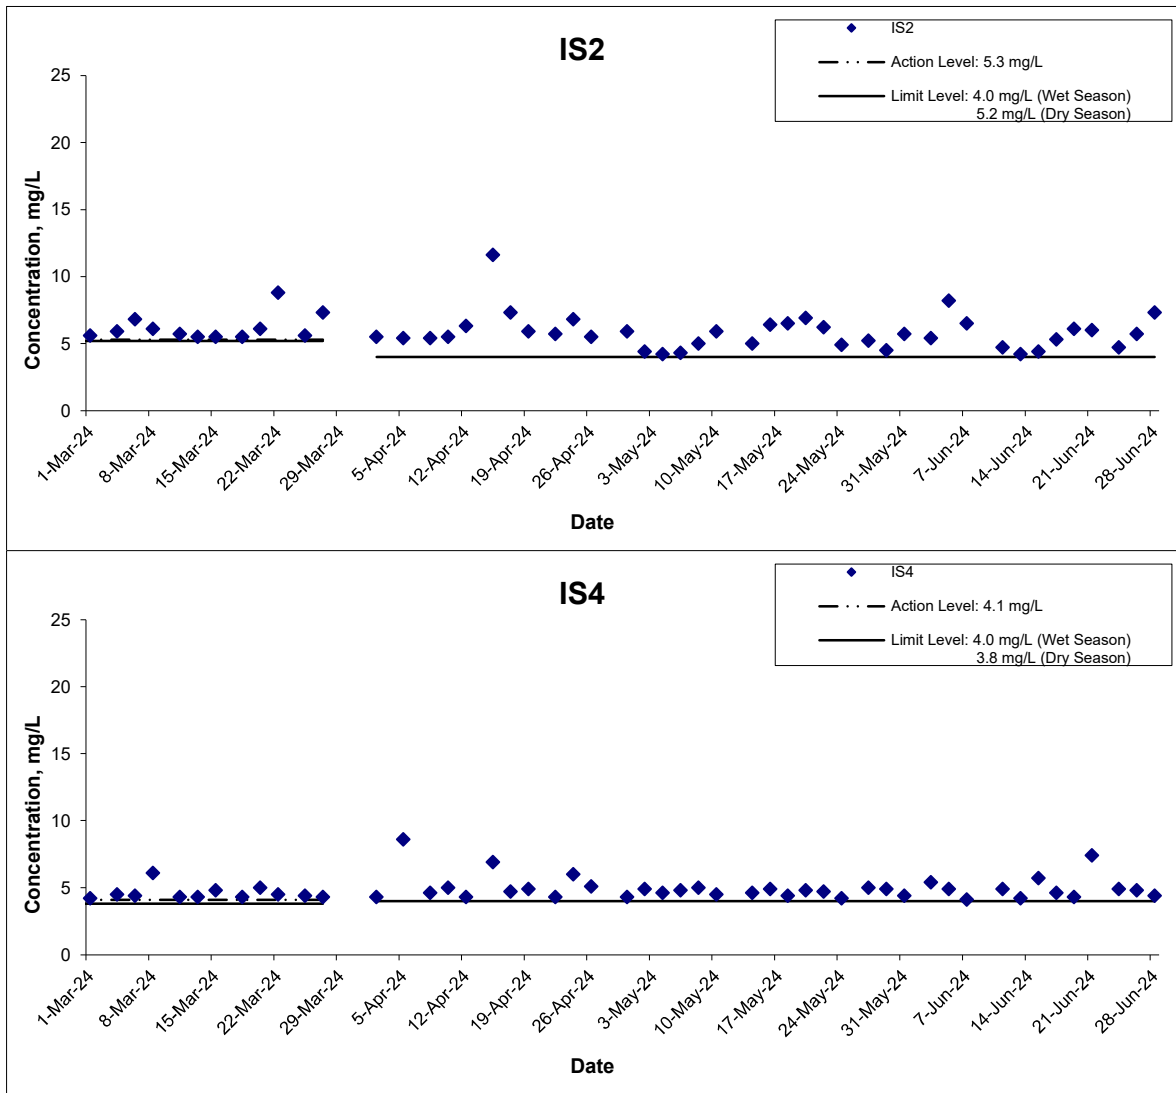 IS2
IS2
Action Level: 5.3 mg/L
Limit Level: 4.0 mg/L (Wet Season)
5.2 mg/L (Dry Season)
Concentration, mg/L
25
20
15
10
5
0
1-Mar-24
8-Mar-24
15-Mar-24
22-Mar-24
29-Mar-24
5-Apr-24
12-Apr-24
19-Apr-24
26-Apr-24
3-May-24
10-May-24
17-May-24
24-May-24
31-May-24
7-Jun-24
14-Jun-24
21-Jun-24
28-Jun-24
Date
IS4
IS4
Action Level: 4.1 mg/L
Limit Level: 4.0 mg/L (Wet Season)
3.8 mg/L (Dry Season)
Concentration, mg/L
25
20
15
10
5
0
1-Mar-24
8-Mar-24
15-Mar-24
22-Mar-24
29-Mar-24
5-Apr-24
12-Apr-24
19-Apr-24
26-Apr-24
3-May-24
10-May-24
17-May-24
24-May-24
31-May-24
7-Jun-24
14-Jun-24
21-Jun-24
28-Jun-24
Date